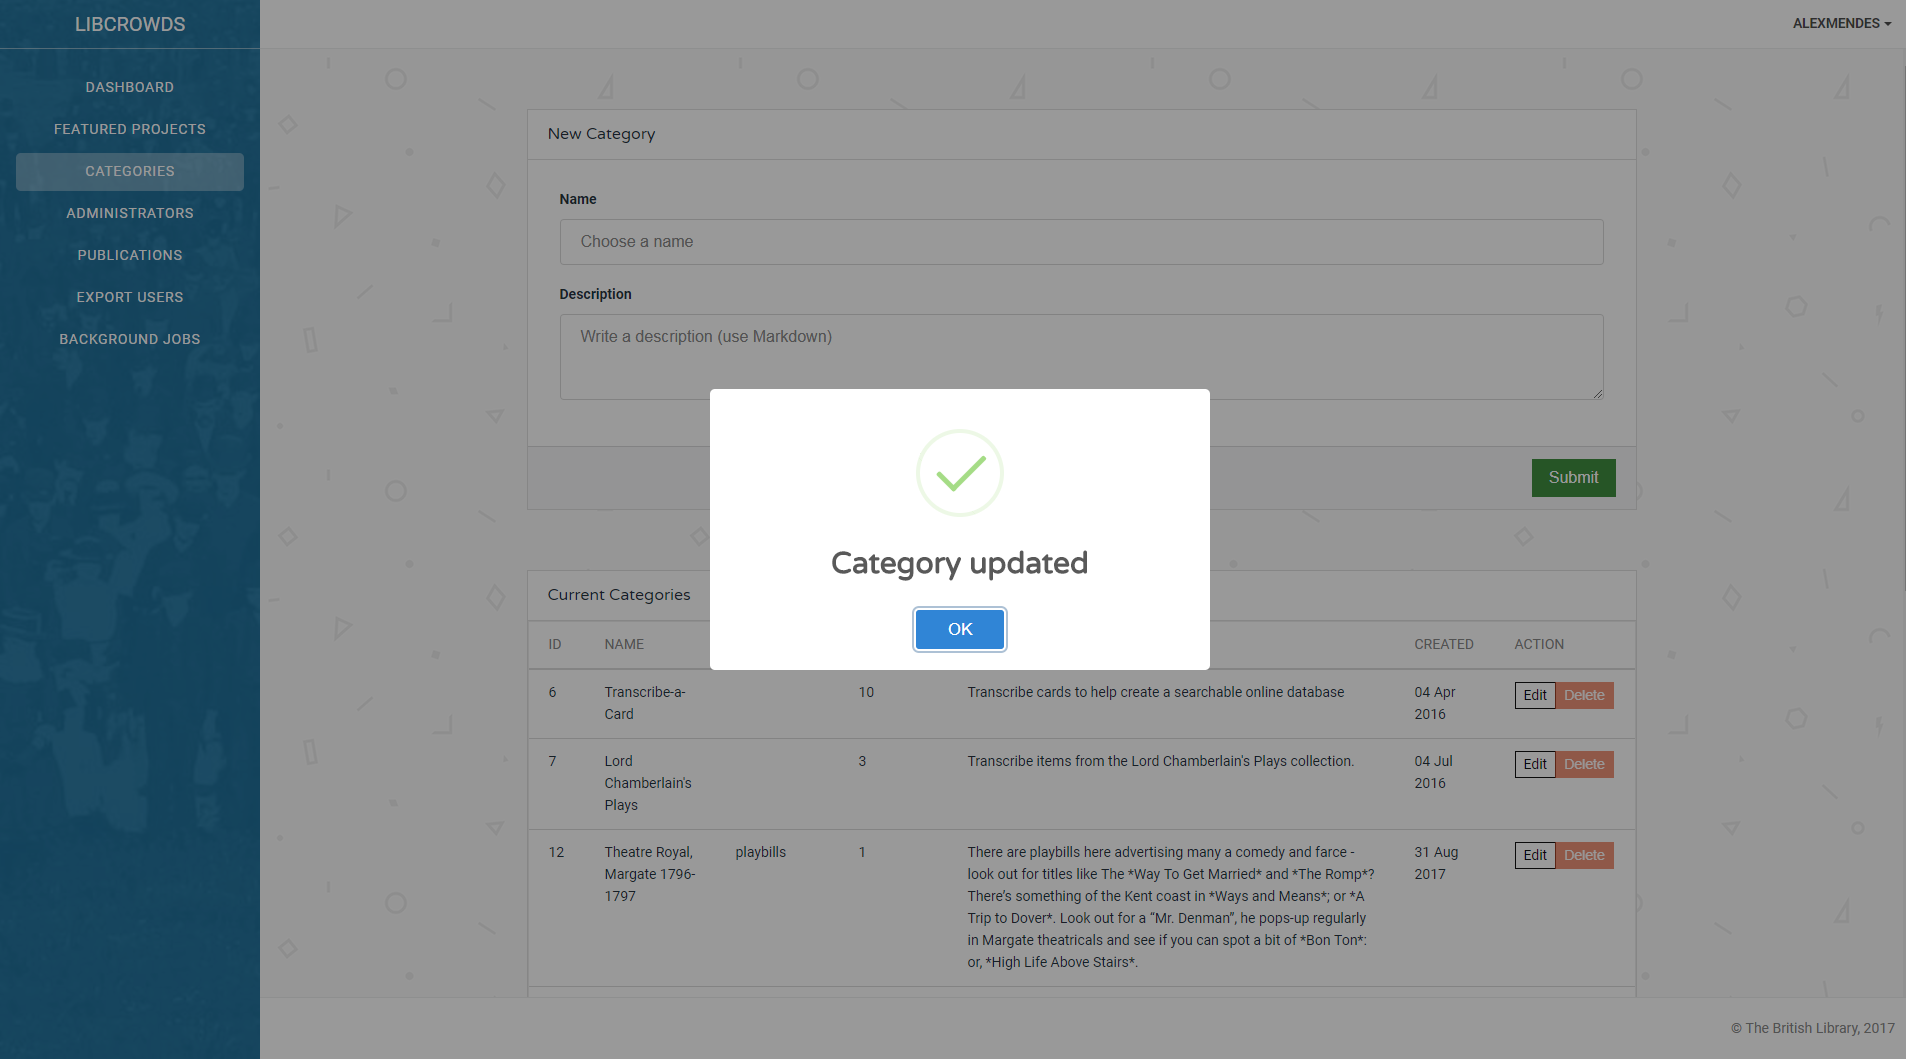 LIBCROWDS
ALEXMENDES
DASHBOARD
FEATURED PROJECTS
CATEGORIES
ADMINISTRATORS
PUBLICATIONS
EXPORT USERS
BACKGROUND JOBS
New Category
Name
Choose a name
Description
Write a description (use Markdown)
Submit
Category updated
OK
Current Categories
ID NAME CREATED ACTION
6 Transcribe-a- 10 Transcribe cards to help create a searchable online database 04 Apr Edit Delete
Card 2016
7 Lord 3 Transcribe items from the Lord Chamberlain's Plays collection. 04 Jul Edit Delete
Chamberlain's 2016
Plays
12 Theatre Royal, playbills 1 There are playbills here advertising many a comedy and farce - 31 Aug Edit Delete
Margate 1796- look out for titles like The *Way To Get Married* and *The Romp*? 2017
1797 There’s something of the Kent coast in *Ways and Means*; or *A
Trip to Dover*. Look out for a “Mr. Denman”, he pops-up regularly
in Margate theatricals and see if you can spot a bit of *Bon Ton*:
or, *High Life Above Stairs*.
© The British Library, 2017